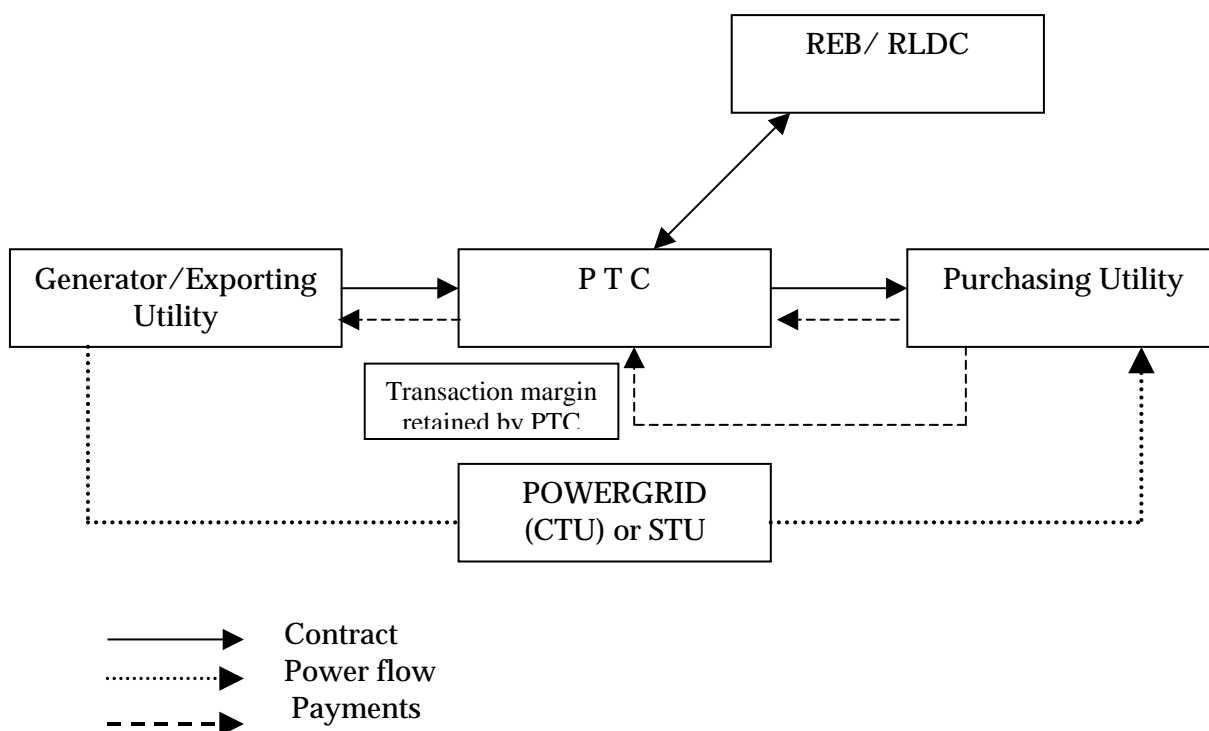 REB/ RLDC
Generator/Exporting
Utility
P T C
Purchasing Utility
Transaction margin
retained by PTC
POWERGRID
(CTU) or STU
Contract
Power flow
Payments